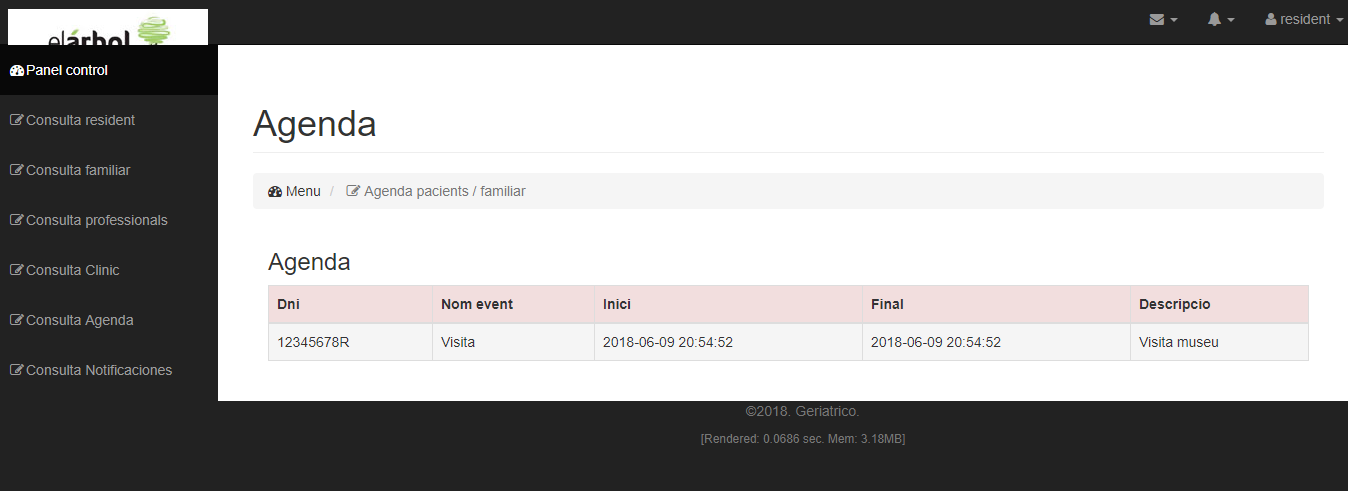 elárbol
resident
Panel control
Consulta resident
Consulta familiar
Consulta professionals
Consulta Clinic
Consulta Agenda
Consulta Notificaciones
Agenda
Menu / Agenda pacients / familiar
Agenda
Dni Nom event Inici Final Descripcio
12345678R Visita 2018-06-09 20:54:52 2018-06-09 20:54:52 Visita museu
©2018. Geriatrico.
[Rendered: 0.0686 sec. Mem: 3.18MB]